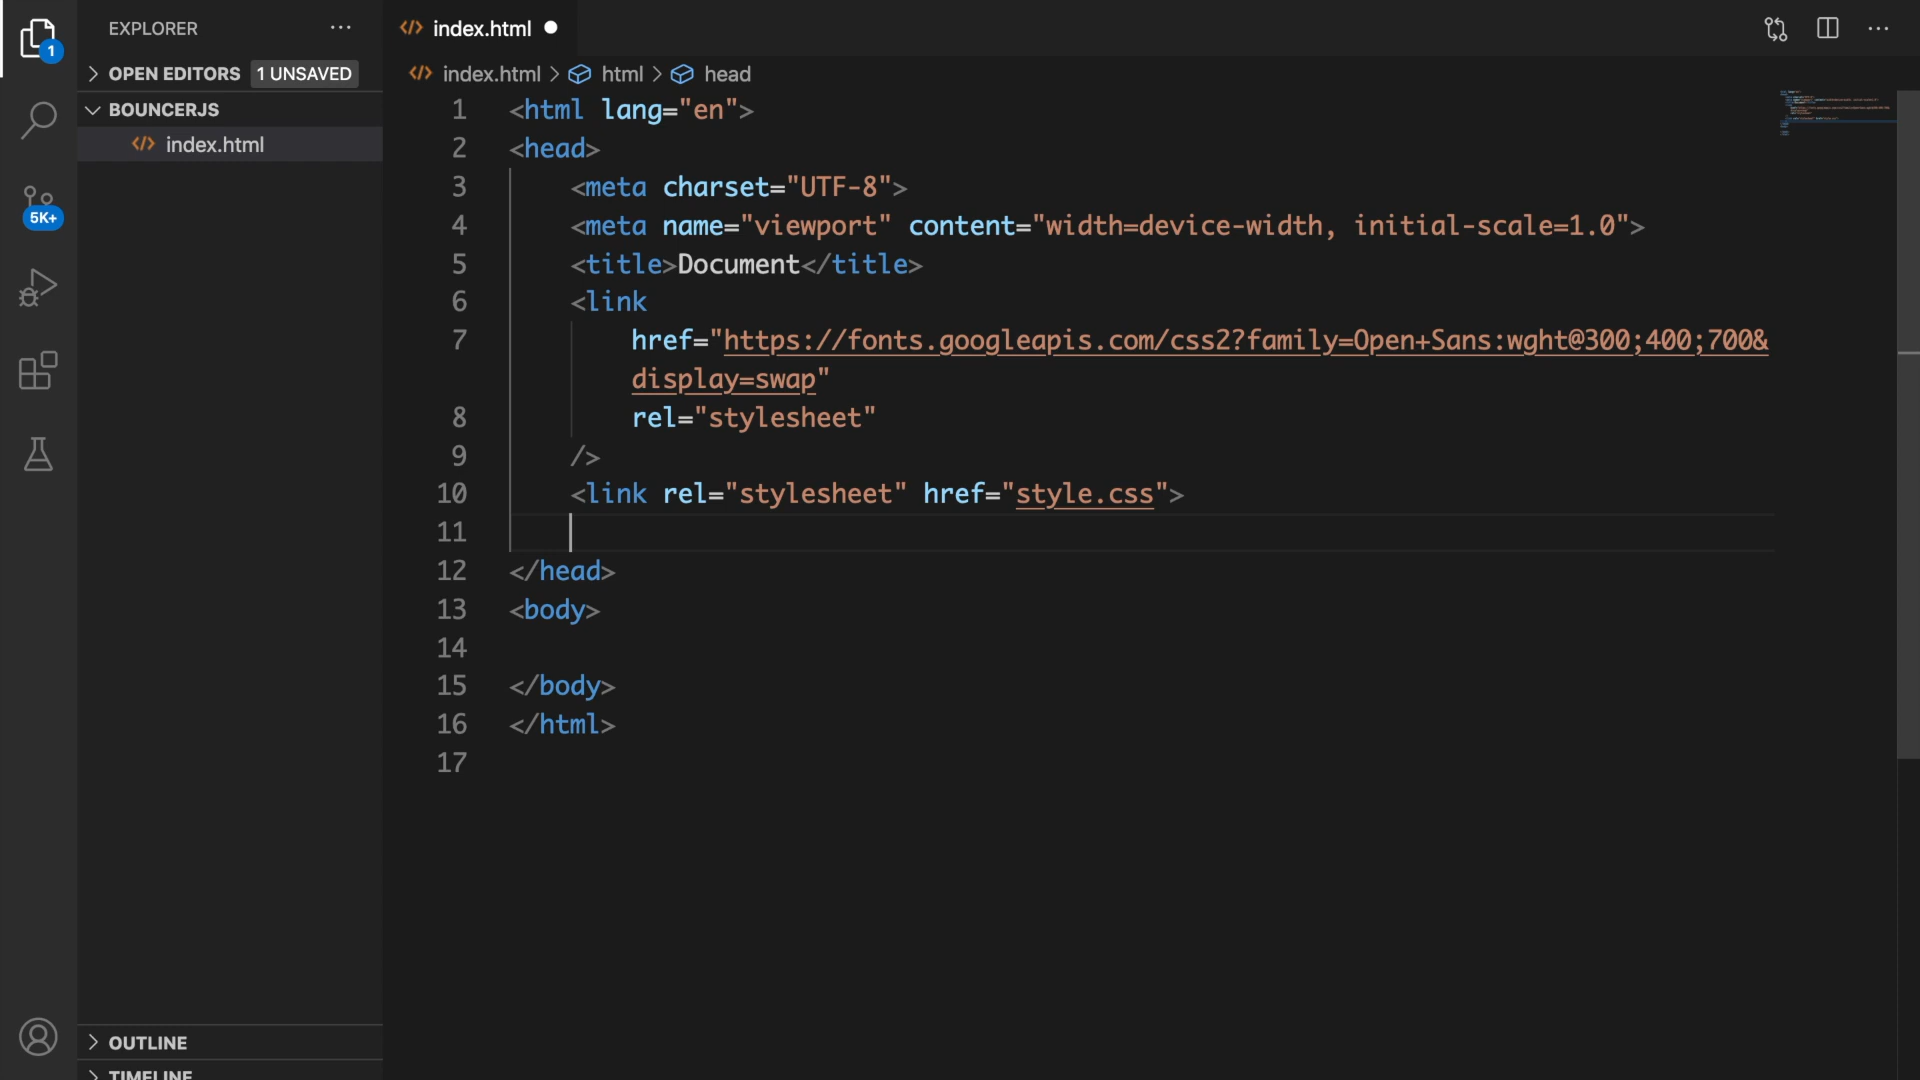 EXPLORER
index.html
1
OPEN EDITORS 1 UNSAVED
index.html > html > head
BOUNCERJS
index.html
5K+
1 <html lang="en">
2 <head>
3 <meta charset="UTF-8">
4 <meta name="viewport" content="width=device-width, initial-scale=1.0">
5 <title>Document</title>
6 <link
7 href="https://fonts.googleapis.com/css2?family=Open+Sans:wght@300;400;700&
display=swap"
8 rel="stylesheet"
9 />
10 <link rel="stylesheet" href="style.css">
11
12 </head>
13 <body>
14
15 </body>
16 </html>
17
OUTLINE
TIMELINE